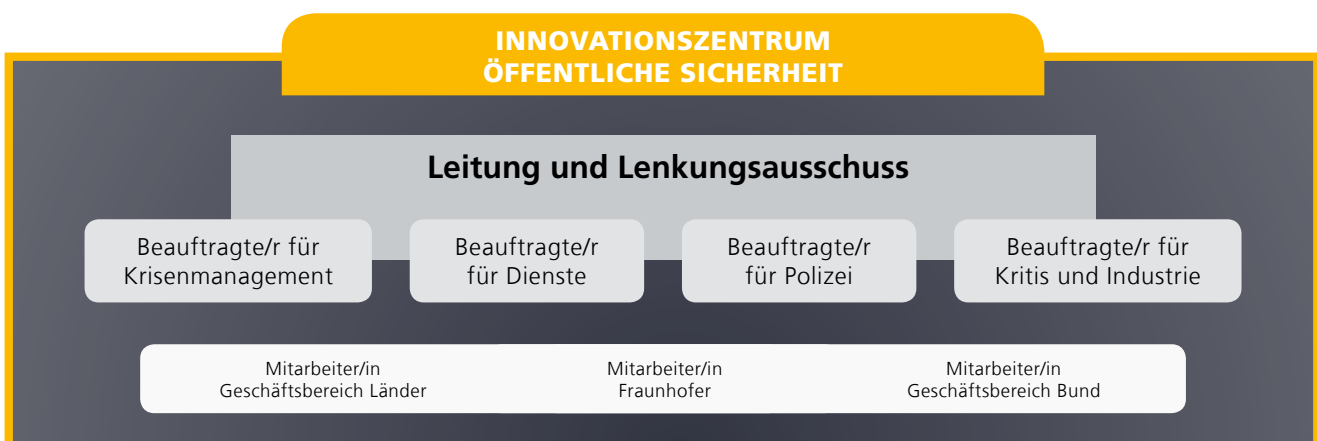 INNOVATIONSZENTRUM
ÖFFENTLICHE SICHERHEIT
Leitung und Lenkungsausschuss
Beauftragte/r für
Krisenmanagement
Beauftragte/r
für Dienste
Beauftragte/r
für Polizei
Beauftragte/r für
Kritis und Industrie
Mitarbeiter/in
Geschäftsbereich Länder
Mitarbeiter/in
Fraunhofer
Mitarbeiter/in
Geschäftsbereich Bund